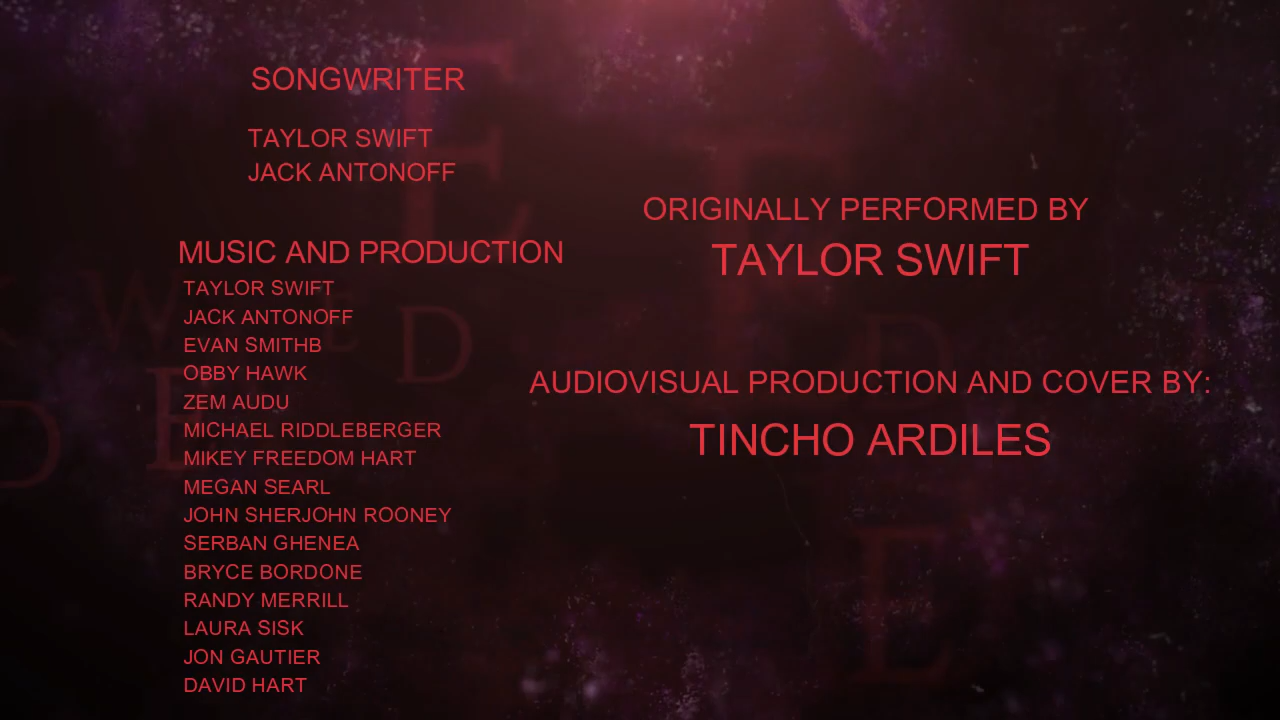 SONGWRITER
TAYLOR SWIFT
JACK ANTONOFF
MUSIC AND PRODUCTION
TAYLOR SWIFT
JACK ANTONOFF
EVAN SMITHB
OBBY HAWK
ZEM AUDU
MICHAEL RIDDLEBERGER
MIKEY FREEDOM HART
MEGAN SEARL
JOHN SHERJOHN ROONEY
SERBAN GHENEA
BRYCE BORDONE
RANDY MERRILL
LAURA SISK
JON GAUTIER
DAVID HART
ORIGINALLY PERFORMED BY
TAYLOR SWIFT
AUDIOVISUAL PRODUCTION AND COVER BY:
TINCHO ARDILES